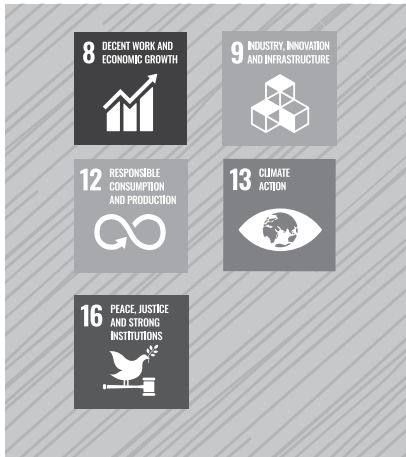 8 DECENT WORK AND
ECONOMIC GROWTH
9 INDUSTRY, INNOVATION
AND INFRASTRUCTURE
12 RESPONSIBLE
CONSUMPTION
AND PRODUCTION
13 CLIMATE
ACTION
16 PEACE, JUSTICE
AND STRONG
INSTITUTIONS